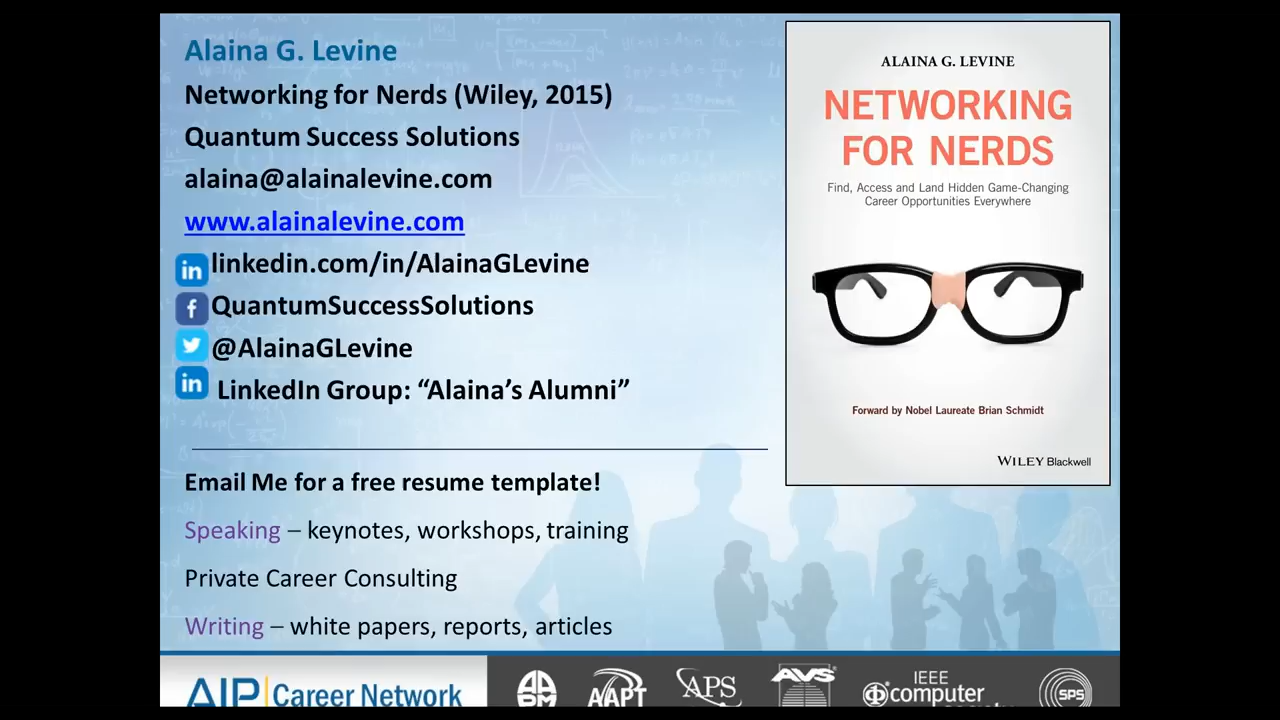 Alaina G. Levine
Networking for Nerds (Wiley, 2015)
Quantum Success Solutions
alaina@alainalevine.com
www.alainalevine.com
in linkedin.com/in/AlainaGLevine
f QuantumSuccessSolutions
@AlainaGLevine
in LinkedIn Group: “Alaina’s Alumni”
Email Me for a free resume template!
Speaking – keynotes, workshops, training
Private Career Consulting
Writing – white papers, reports, articles
ALAINA G. LEVINE
NETWORKING
FOR NERDS
Find, Access and Land Hidden Game-Changing
Career Opportunities Everywhere
Forward by Nobel Laureate Brian Schmidt
WILEY Blackwell
AIP | Career Network
AAPT
APS
AVS
IEEE
computer
society
SPS